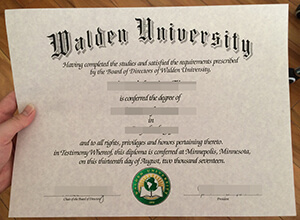 Walden University
Having completed the studies and satisfied the requirements prescribed
by the Board of Directors of Walden University,
is conferred the degree of
in
and to all rights, privileges and honors pertaining thereto.
in Testimony Whereof, this diploma is conferred at Minneapolis, Minnesota,
on this thirteenth day of August, two thousand seventeen.
Chair of the Board of Directors
President